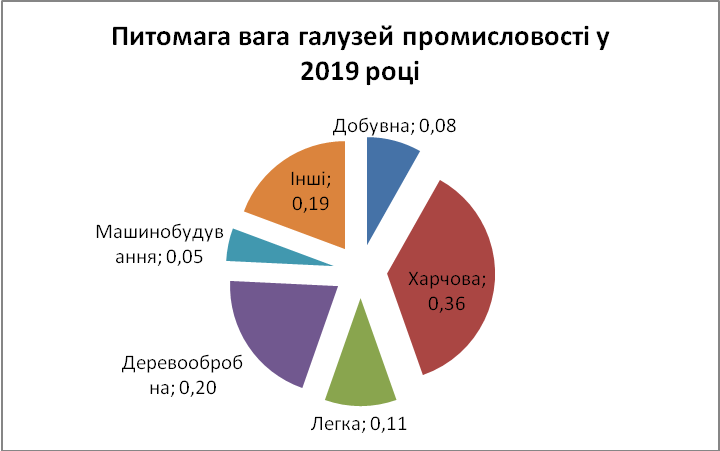 Питомага вага галузей промисловості у
2019 році
Добувна; 0,08
Харчова;
0,36
Легка; 0,11
Деревооброб
на; 0,20
Машинобудув
ання; 0,05
Інші;
0,19